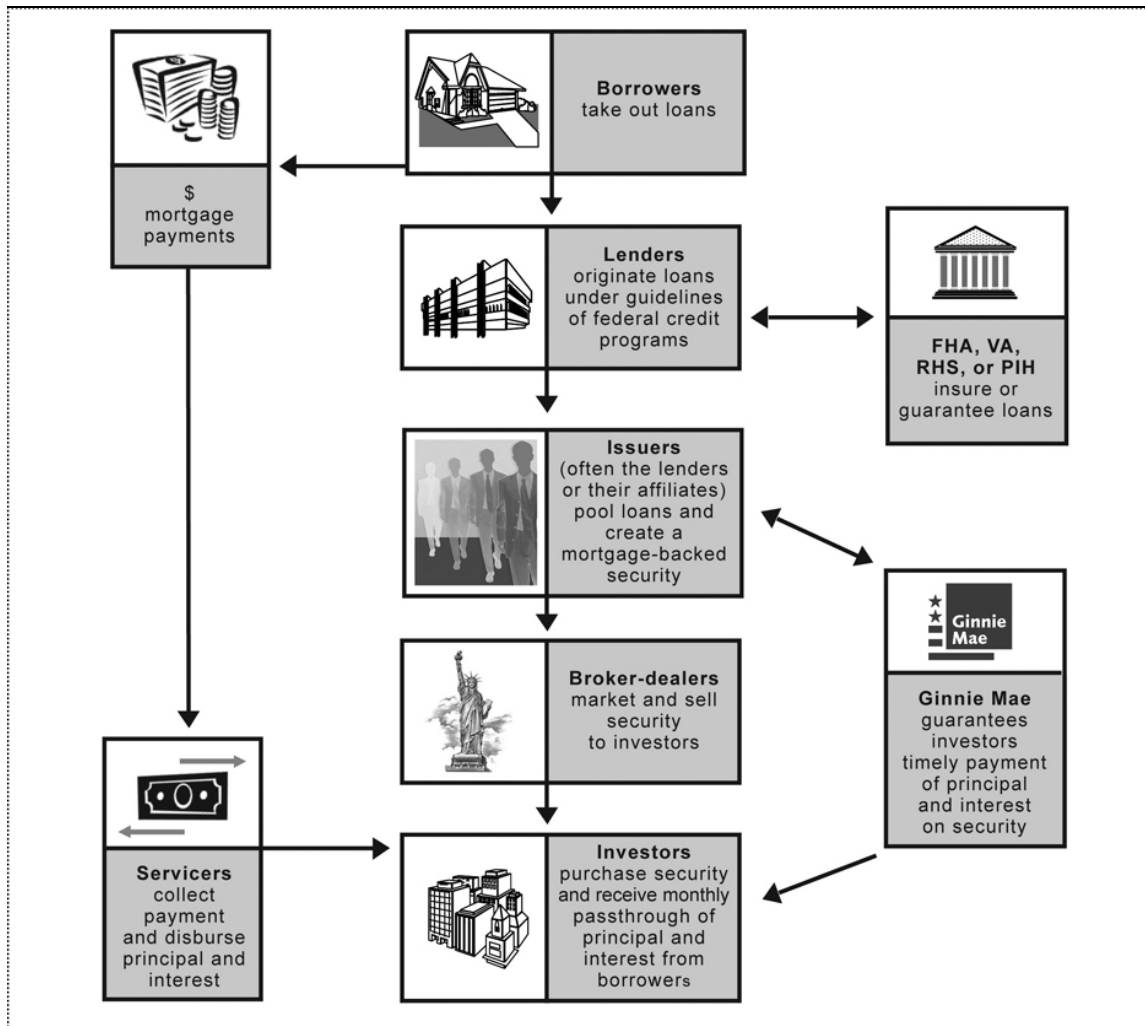 Borrowers
take out loans
$
mortgage
payments
Lenders
originate loans
under guidelines
of federal credit
programs
FHA, VA,
RHS, or PIH
insure or
guarantee loans
Issuers
(often the lenders
or their affiliates)
pool loans and
create a
mortgage-backed
security
Ginnie
Mae
Ginnie Mae
guarantees
investors
timely payment
of principal
and interest
on security
Broker-dealers
market and sell
security
to investors
Servicers
collect
payment
and disburse
principal and
interest
Investors
purchase security
and receive monthly
passthrough of
principal and
interest from
borrowers